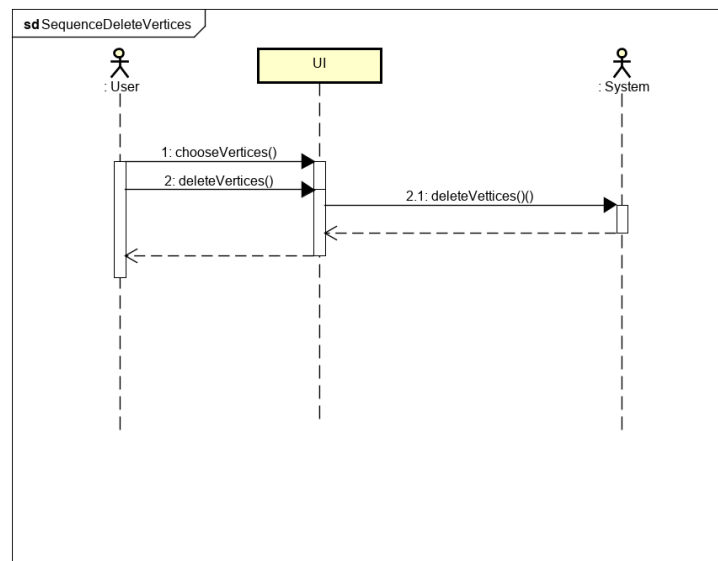 sd SequenceDeleteVertices
UI
: User
: System
1: chooseVertices()
2: deleteVertices()
2.1: deleteVettices()()